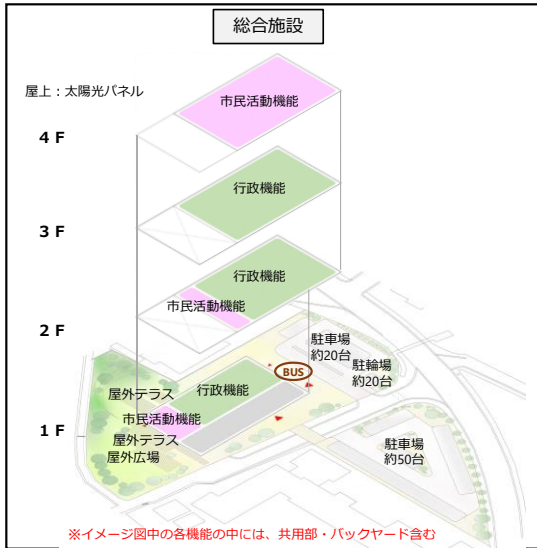 総合施設
屋上：太陽光パネル
市民活動機能
4 F
行政機能
3 F
行政機能
市民活動機能
2 F
駐車場
約20台
BUS
駐輪場
約20台
屋外テラス
行政機能
市民活動機能
1 F
屋外テラス
屋外広場
駐車場
約50台
※イメージ図中の各機能の中には、共用部・バックヤード含む